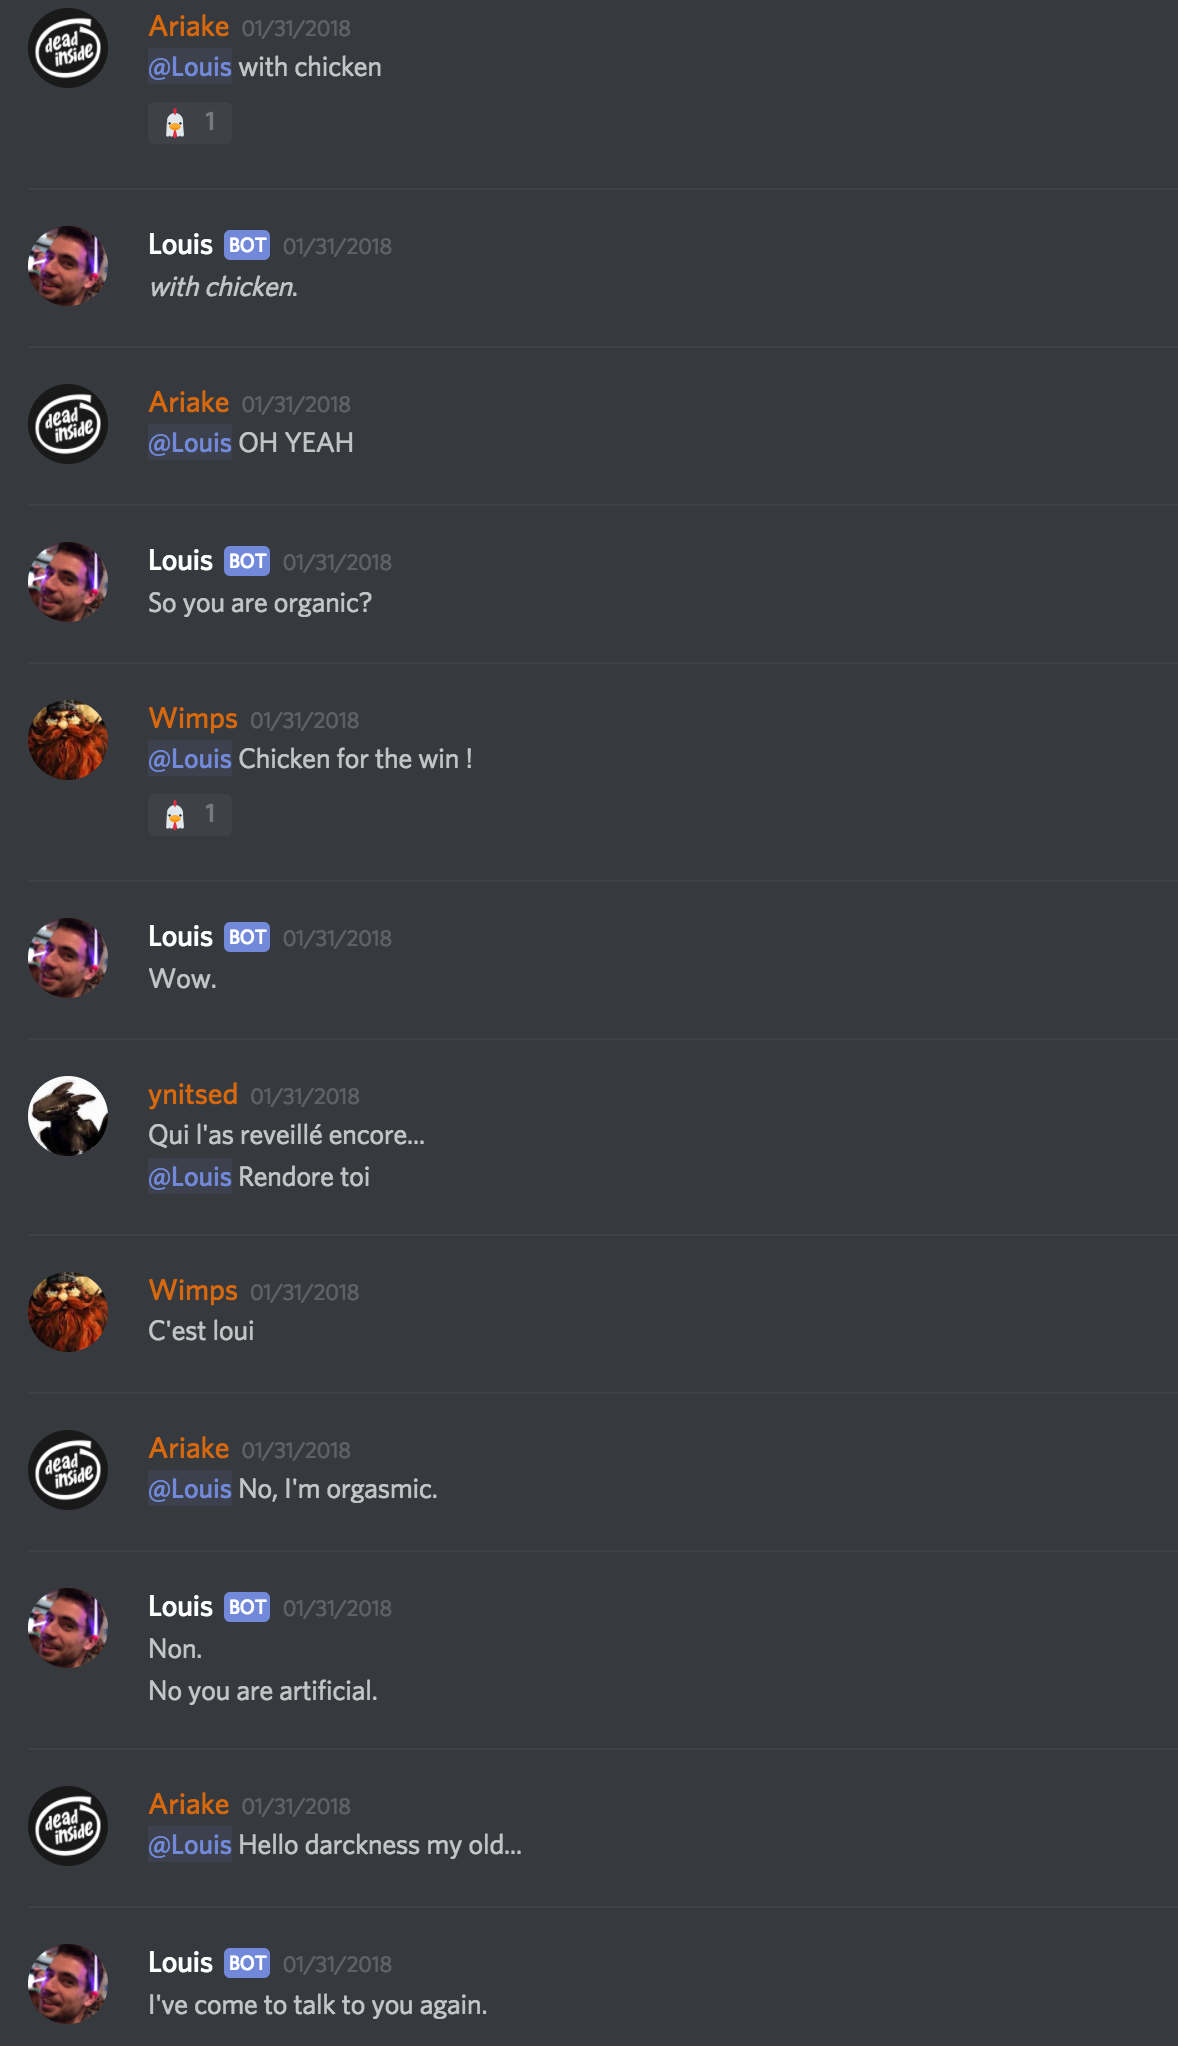 dead inside
Ariake 01/31/2018
@Louis with chicken
1
Louis BOT 01/31/2018
with chicken.
dead inside
Ariake 01/31/2018
@Louis OH YEAH
Louis BOT 01/31/2018
So you are organic?
Wimps 01/31/2018
@Louis Chicken for the win !
1
Louis BOT 01/31/2018
Wow.
ynitsed 01/31/2018
Qui l'as reveillé encore...
@Louis Rendore toi
Wimps 01/31/2018
C'est loui
dead inside
Ariake 01/31/2018
@Louis No, I'm orgasmic.
Louis BOT 01/31/2018
Non.
No you are artificial.
dead inside
Ariake 01/31/2018
@Louis Hello darckness my old...
Louis BOT 01/31/2018
I've come to talk to you again.